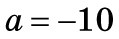 a = −10